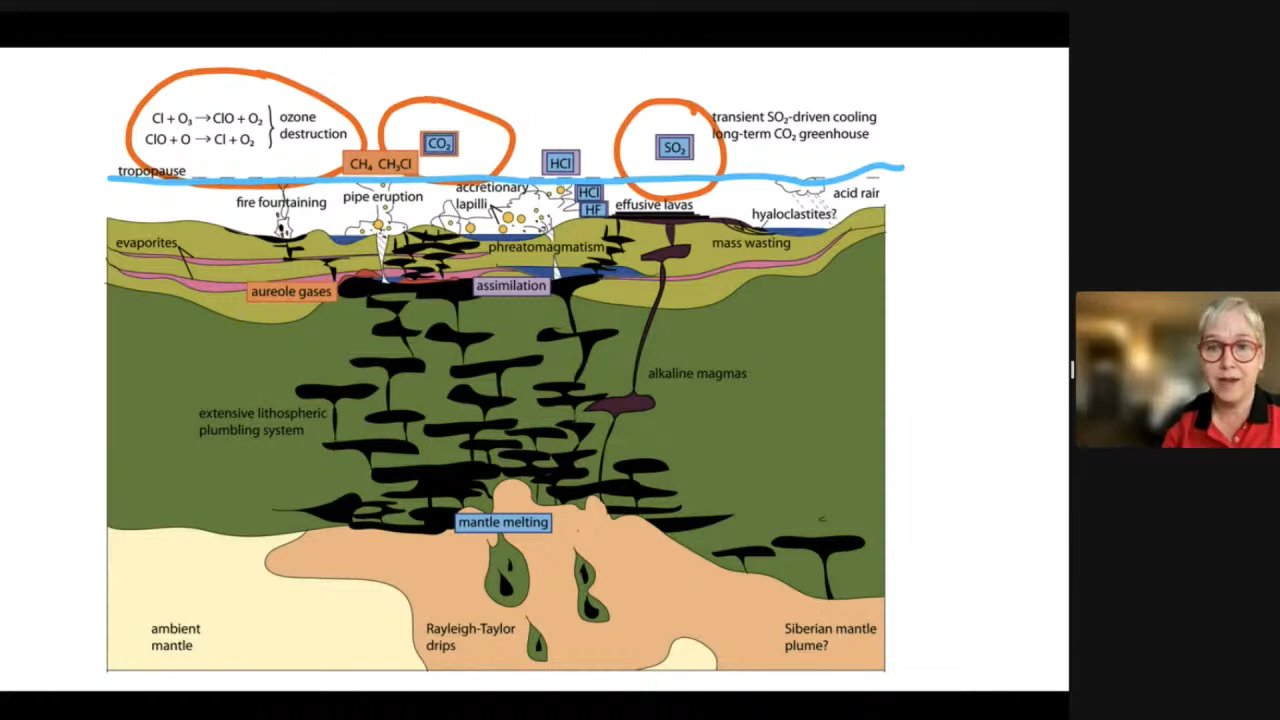 Cl + O₃ →ClO + O₂
ClO + O → Cl + O₂
ozone
destruction
CO₂
SO₂
transient SO₂-driven cooling
long-term CO₂ greenhouse
CH₄ CH₃Cl
HCl
tropopause
fire fountaining
pipe eruption
accretionary
lapilli
HCl
HF
effusive lavas
acid rain
hyaloclastites?
evaporites
phreatomagmatism
mass wasting
aureole gases
assimilation
alkaline magmas
extensive lithospheric
plumbling system
mantle melting
ambient
mantle
Rayleigh-Taylor
drips
Siberian mantle
plume?